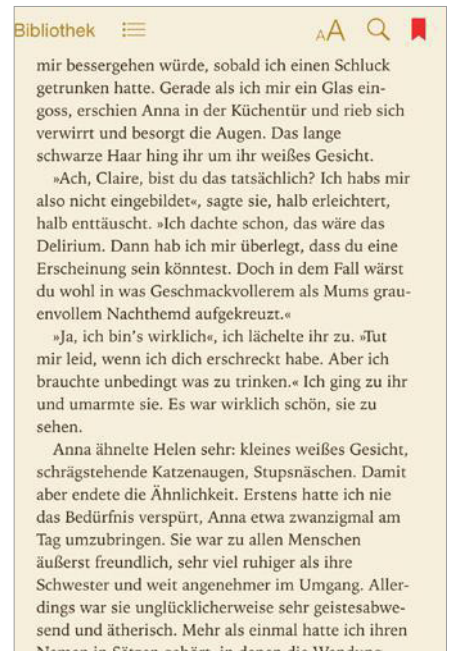 Bibliothek
AA
mir bessergehen würde, sobald ich einen Schluck
getrunken hatte. Gerade als ich mir ein Glas ein-
goss, erschien Anna in der Küchentür und rieb sich
verwirrt und besorgt die Augen. Das lange
schwarze Haar hing ihr um ihr weißes Gesicht.
»Ach, Claire, bist du das tatsächlich? Ich habs mir
also nicht eingebildet«, sagte sie, halb erleichtert,
halb enttäuscht. »Ich dachte schon, das wäre das
Delirium. Dann hab ich mir überlegt, dass du eine
Erscheinung sein könntest. Doch in dem Fall wärst
du wohl in was Geschmackvollerem als Mums grau-
envollem Nachthemd aufgekreuzt.«
»Ja, ich bin’s wirklich«, ich lächelte ihr zu. »Tut
mir leid, wenn ich dich erschreckt habe. Aber ich
brauchte unbedingt was zu trinken.« Ich ging zu ihr
und umarmte sie. Es war wirklich schön, sie zu
sehen.
Anna ähnelte Helen sehr: kleines weißes Gesicht,
schrägstehende Katzenaugen, Stupsnäschen. Damit
aber endete die Ähnlichkeit. Erstens hatte ich nie
das Bedürfnis verspürt, Anna etwa zwanzigmal am
Tag umzubringen. Sie war zu allen Menschen
äußerst freundlich, sehr viel ruhiger als ihre
Schwester und weit angenehmer im Umgang. Aller-
dings war sie unglücklicherweise sehr geistesabwe-
send und ätherisch. Mehr als einmal hatte ich ihren
Namen in Sätzen gehört, in denen die Wendung